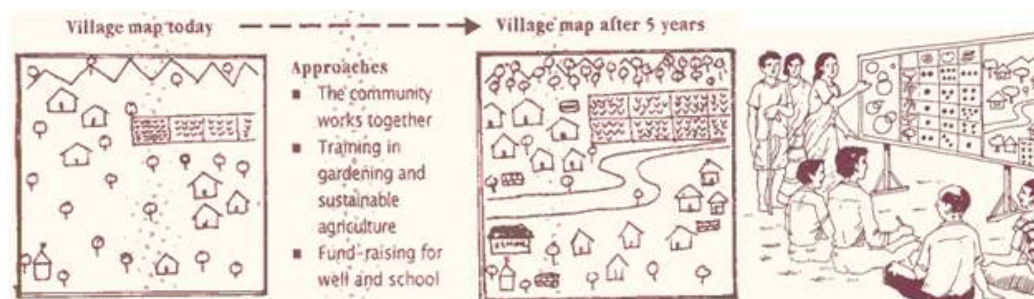 Village map today
Village map after 5 years
Approaches
▪ The community
works together
▪ Training in
gardening and
sustainable
agriculture
▪ Fund-raising for
well and school